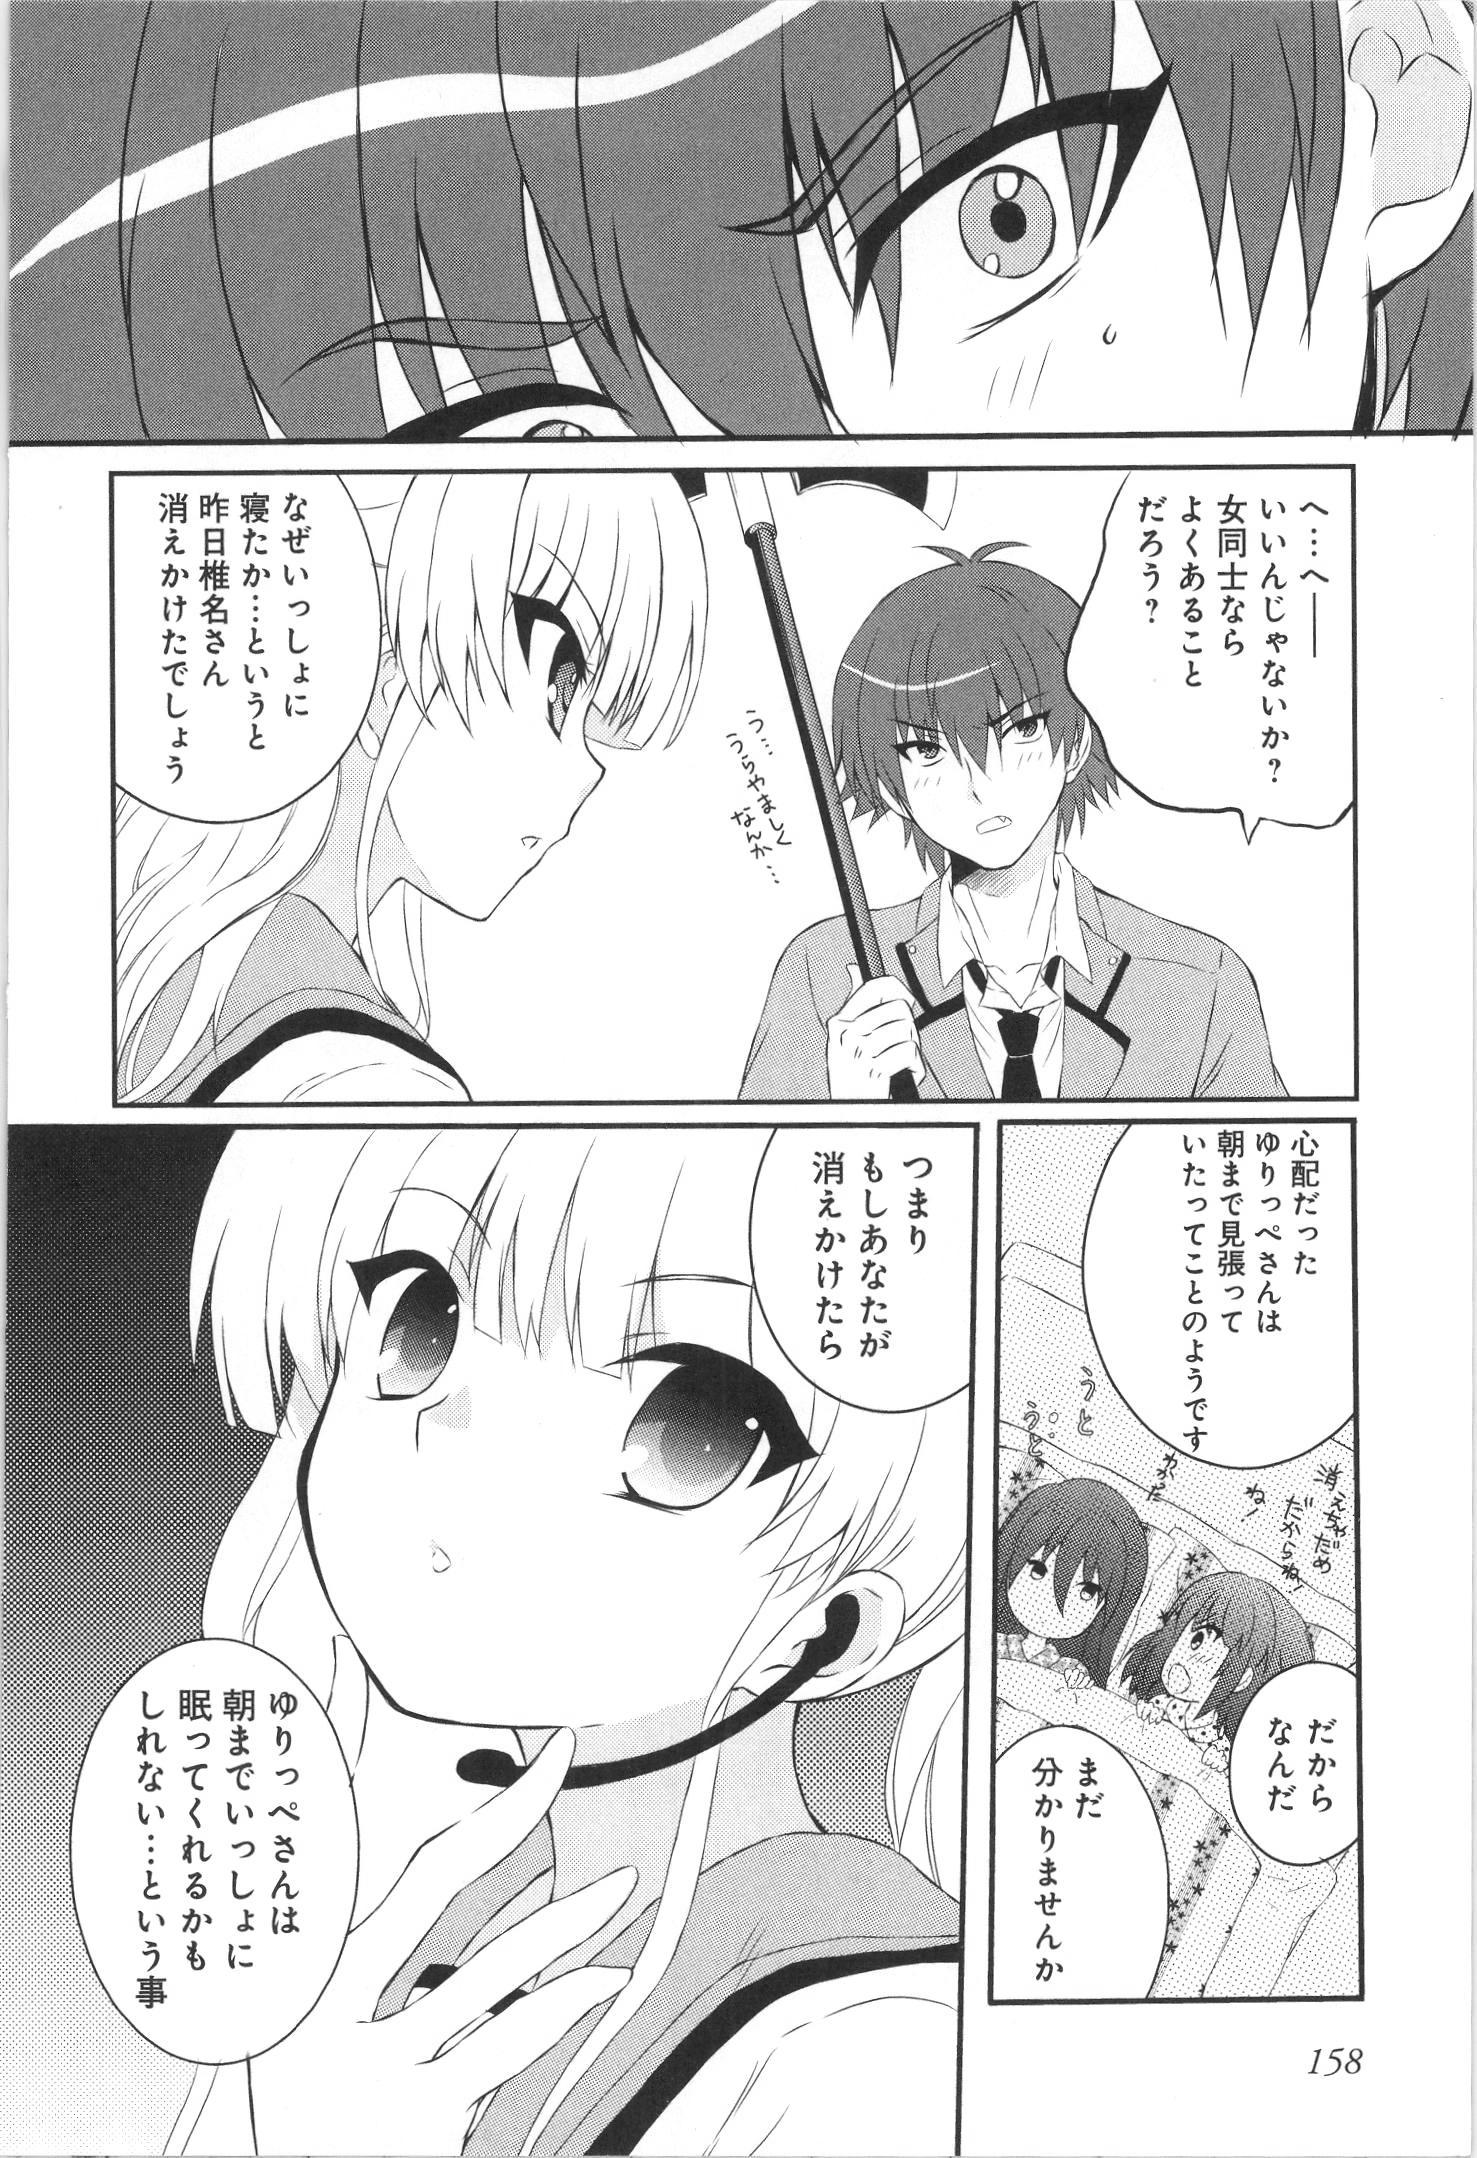 へ…へ――
いいんじゃないか?
女同士なら
よくあること
だろう?
う…
うらやましく
なんか…
なぜいっしょに
寝たか…というと
昨日椎名さん
消えかけたでしょう
心配だった
ゆりっぺさんは
朝まで見張って
いたってことのようです
消えちゃだめ
だからね!
ね!
わかった
うと
うと
だから
なんだ
まだ
分かりませんか
つまり
もしあなたが
消えかけたら
ゆりっぺさんは
朝までいっしょに
眠ってくれるかも
しれない…という事
158